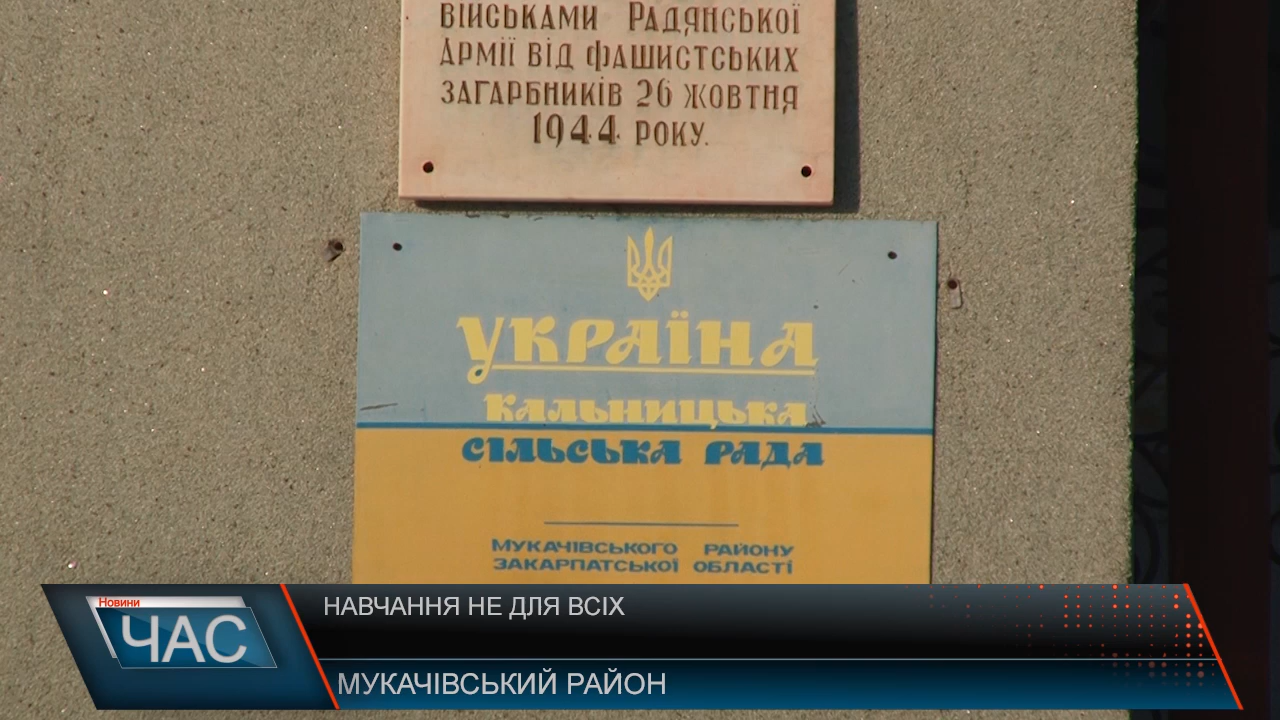 ВІЙСЬКАМИ РАДЯНСЬКОЇ
АРМІЇ ВІД ФАШИСТСЬКИХ
ЗАГАРБНИКІВ 26 ЖОВТНЯ
1944 РОКУ.
УКРАЇНА
КАЛЬНИЦЬКА
СІЛЬСЬКА РАДА
МУКАЧІВСЬКОГО РАЙОНУ
ЗАКАРПАТСЬКОЇ ОБЛАСТІ
Новини
ЧАС
НАВЧАННЯ НЕ ДЛЯ ВСІХ
МУКАЧІВСЬКИЙ РАЙОН